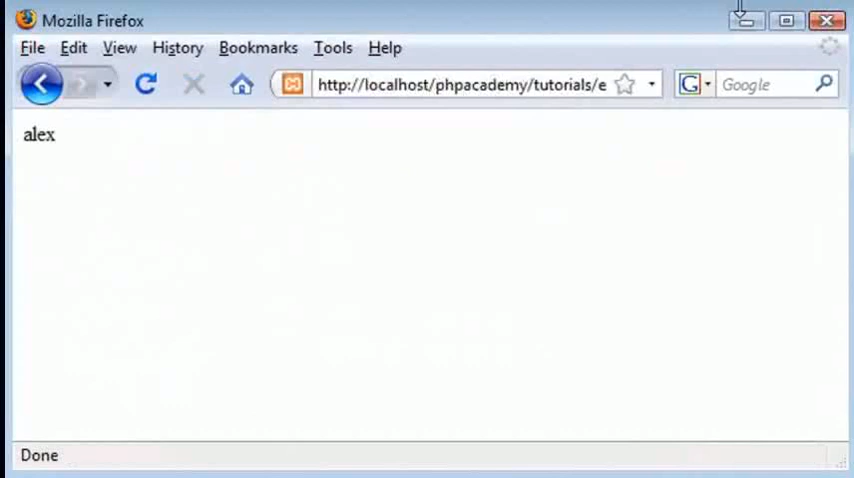 Mozilla Firefox
File Edit View History Bookmarks Tools Help
http://localhost/phpacademy/tutorials/e G Google
alex
Done